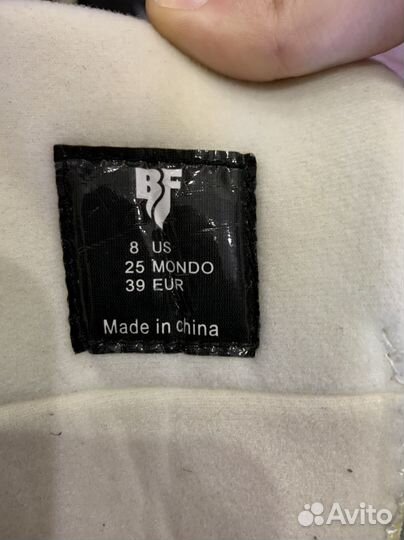 BF
8 US
25 MONDO
39 EUR
Made in china
Avito